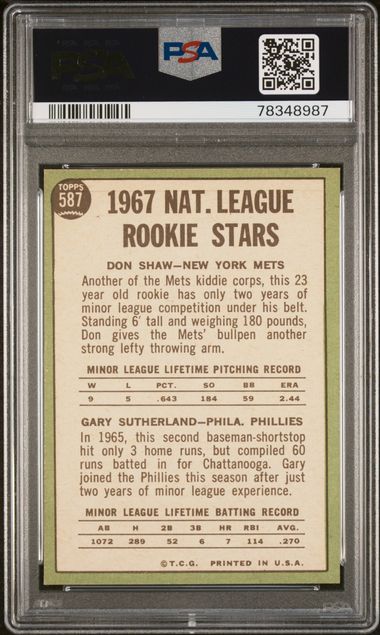 PSA
PSA
78348987
TOPPS
587
1967 NAT. LEAGUE
ROOKIE STARS
DON SHAW—NEW YORK METS
Another of the Mets kiddie corps, this 23
year old rookie has only two years of
minor league competition under his belt.
Standing 6' tall and weighing 180 pounds,
Don gives the Mets' bullpen another
strong lefty throwing arm.
MINOR LEAGUE LIFETIME PITCHING RECORD
W L PCT. SO BB ERA
9 5 .643 184 59 2.44
GARY SUTHERLAND—PHILA. PHILLIES
In 1965, this second baseman-shortstop
hit only 3 home runs, but compiled 60
runs batted in for Chattanooga. Gary
joined the Phillies this season after just
two years of minor league experience.
MINOR LEAGUE LIFETIME BATTING RECORD
AB H 2B 3B HR RBI AVG.
1072 289 52 6 7 114 .270
©T.C.G. PRINTED IN U.S.A.